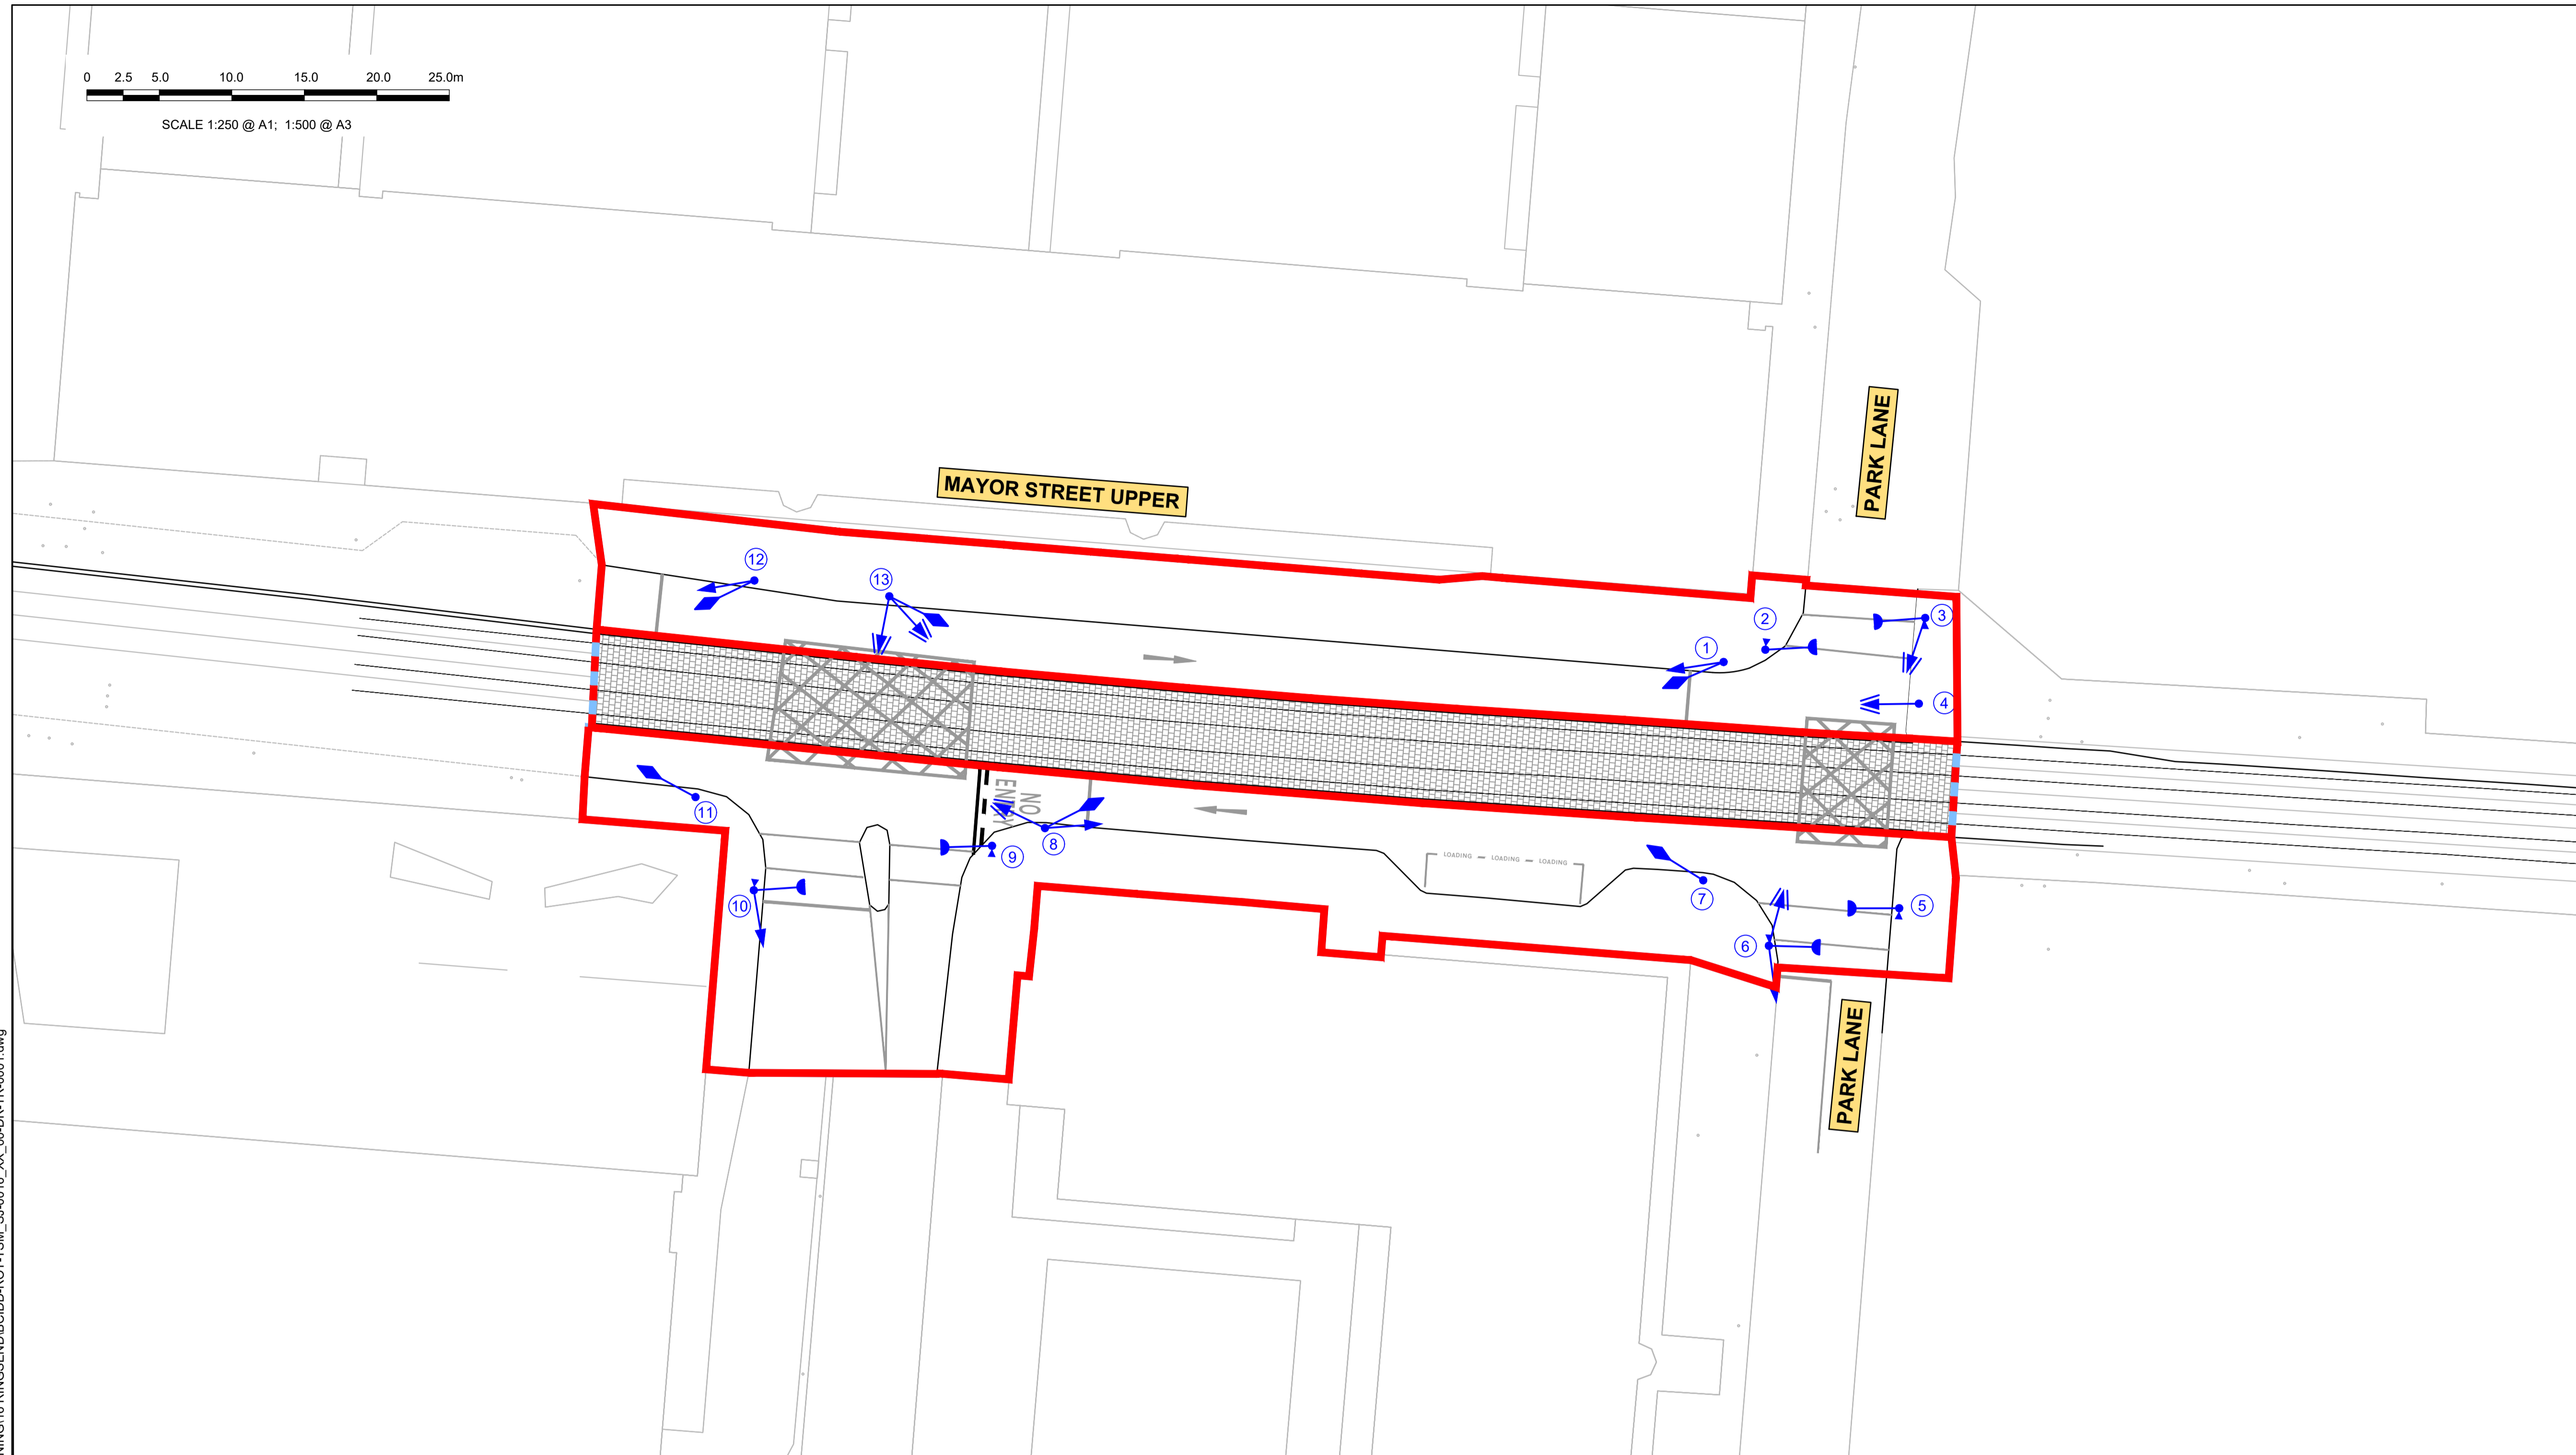 0 2.5 5.0 10.0 15.0 20.0 25.0m
SCALE 1:250 @ A1; 1:500 @ A3
PARK LANE
MAYOR STREET UPPER
12
13
3
2
1
4
11
NO
ENTRY
8
9
LOADING LOADING LOADING
10
7
5
6
PARK LANE